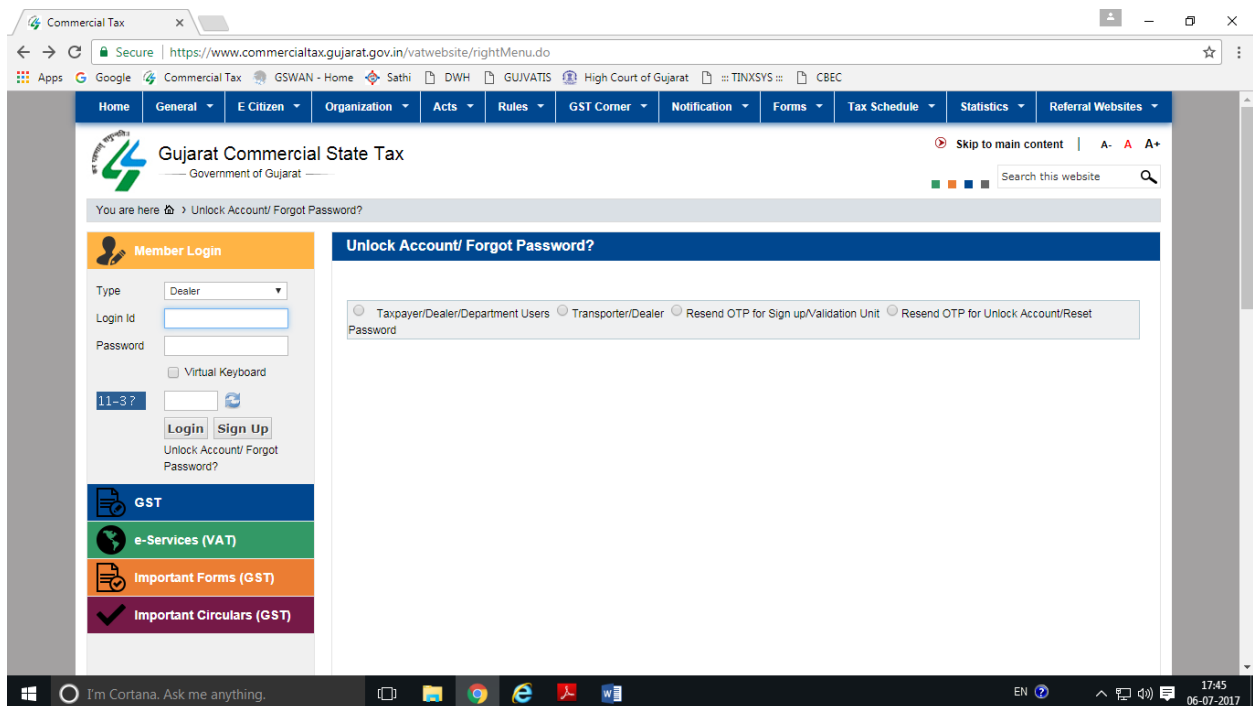 Commercial Tax
Secure | https://www.commercialtax.gujarat.gov.in/vatwebsite/rightMenu.do
Apps Google Commercial Tax GSWAN - Home Sathi DWH GUJVATIS High Court of Gujarat ::: TINXSYS ::: CBEC
Home General E Citizen Organization Acts Rules GST Corner Notification Forms Tax Schedule Statistics Referral Websites
Skip to main content | A- A A+
Gujarat Commercial State Tax
Government of Gujarat
Search this website
You are here > Unlock Account/ Forgot Password?
Member Login
Unlock Account/ Forgot Password?
Type Dealer
Login Id
Password
Virtual Keyboard
11-3?
Login Sign Up
Unlock Account/ Forgot
Password?
Taxpayer/Dealer/Department Users Transporter/Dealer Resend OTP for Sign up/Validation Unit Resend OTP for Unlock Account/Reset
Password
GST
e-Services (VAT)
Important Forms (GST)
Important Circulars (GST)
I'm Cortana. Ask me anything.
EN
17:45
06-07-2017